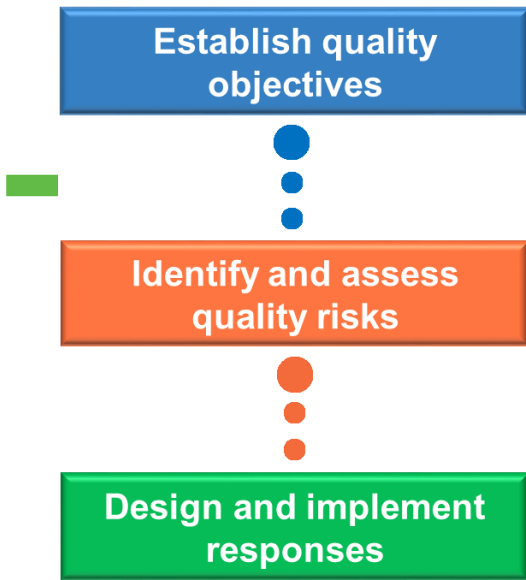 Establish quality
objectives
Identify and assess
quality risks
Design and implement
responses